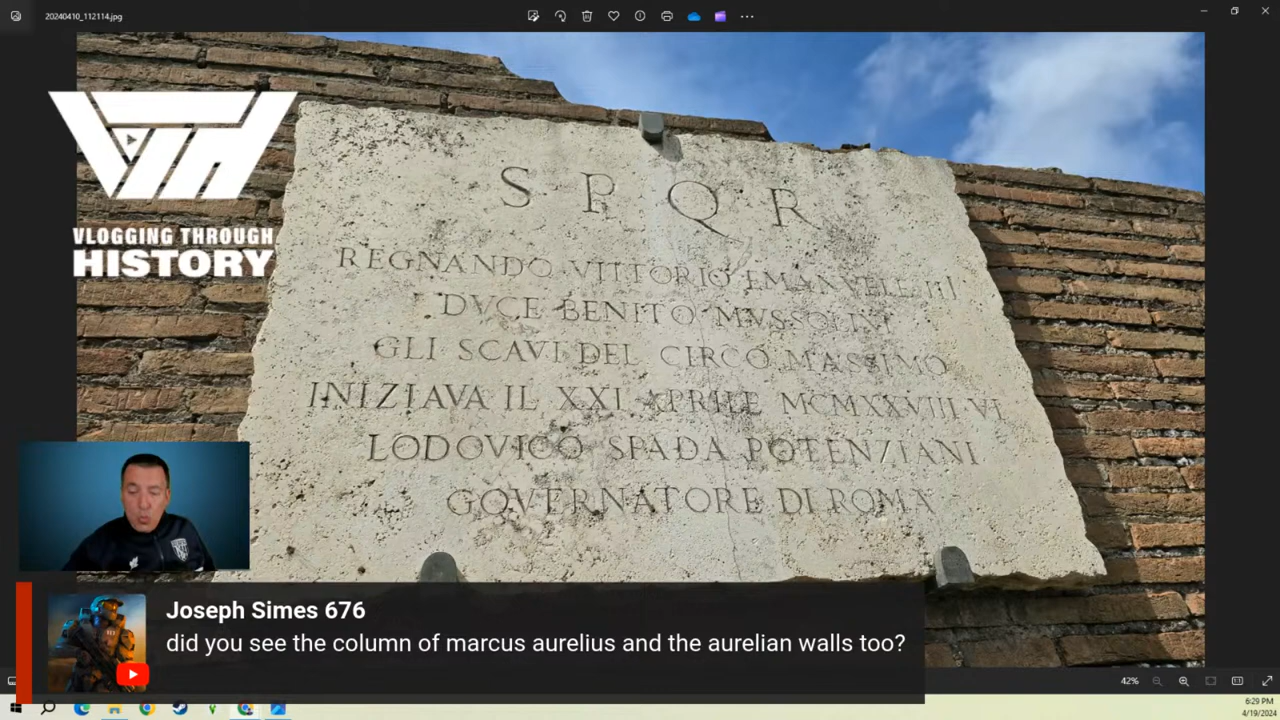 20240410_112114.jpg
VTH
VLOGGING THROUGH
HISTORY
S P Q R
REGNANDO VITTORIO EMANVELE III
DVCE BENITO MVSSOLINI
GLI SCAVI DEL CIRCO MASSIMO
INIZIAVA IL XXI APRILE MCMXXVIII VI
LODOVICO SPADA POTENZIANI
GOVERNATORE DI ROMA
Joseph Simes 676
did you see the column of marcus aurelius and the aurelian walls too?
42%
6:29 PM
4/19/2024